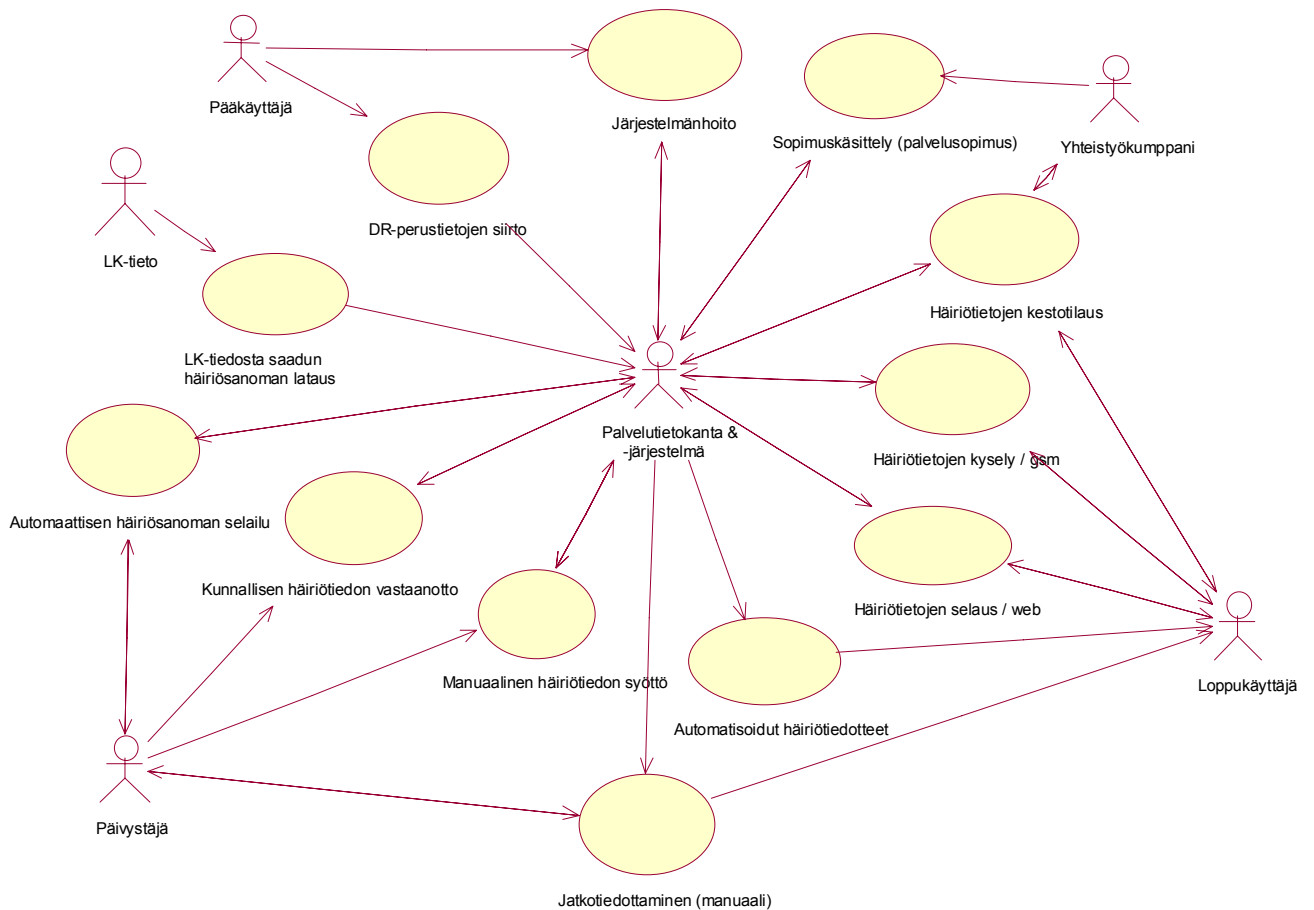 Pääkäyttäjä
Järjestelmänhoito
Sopimuskäsittely (palvelusopimus)
Yhteistyökumppani
DR-perustietojen siirto
LK-tieto
Häiriötietojen kestotilaus
LK-tiedosta saadun
häiriösanoman lataus
Palvelutietokanta &
-järjestelmä
Häiriötietojen kysely / gsm
Automaattisen häiriösanoman selailu
Kunnallisen häiriötiedon vastaanotto
Häiriötietojen selaus / web
Manuaalinen häiriötiedon syöttö
Loppukäyttäjä
Automatisoidut häiriötiedotteet
Päivystäjä
Jatkotiedottaminen (manuaali)